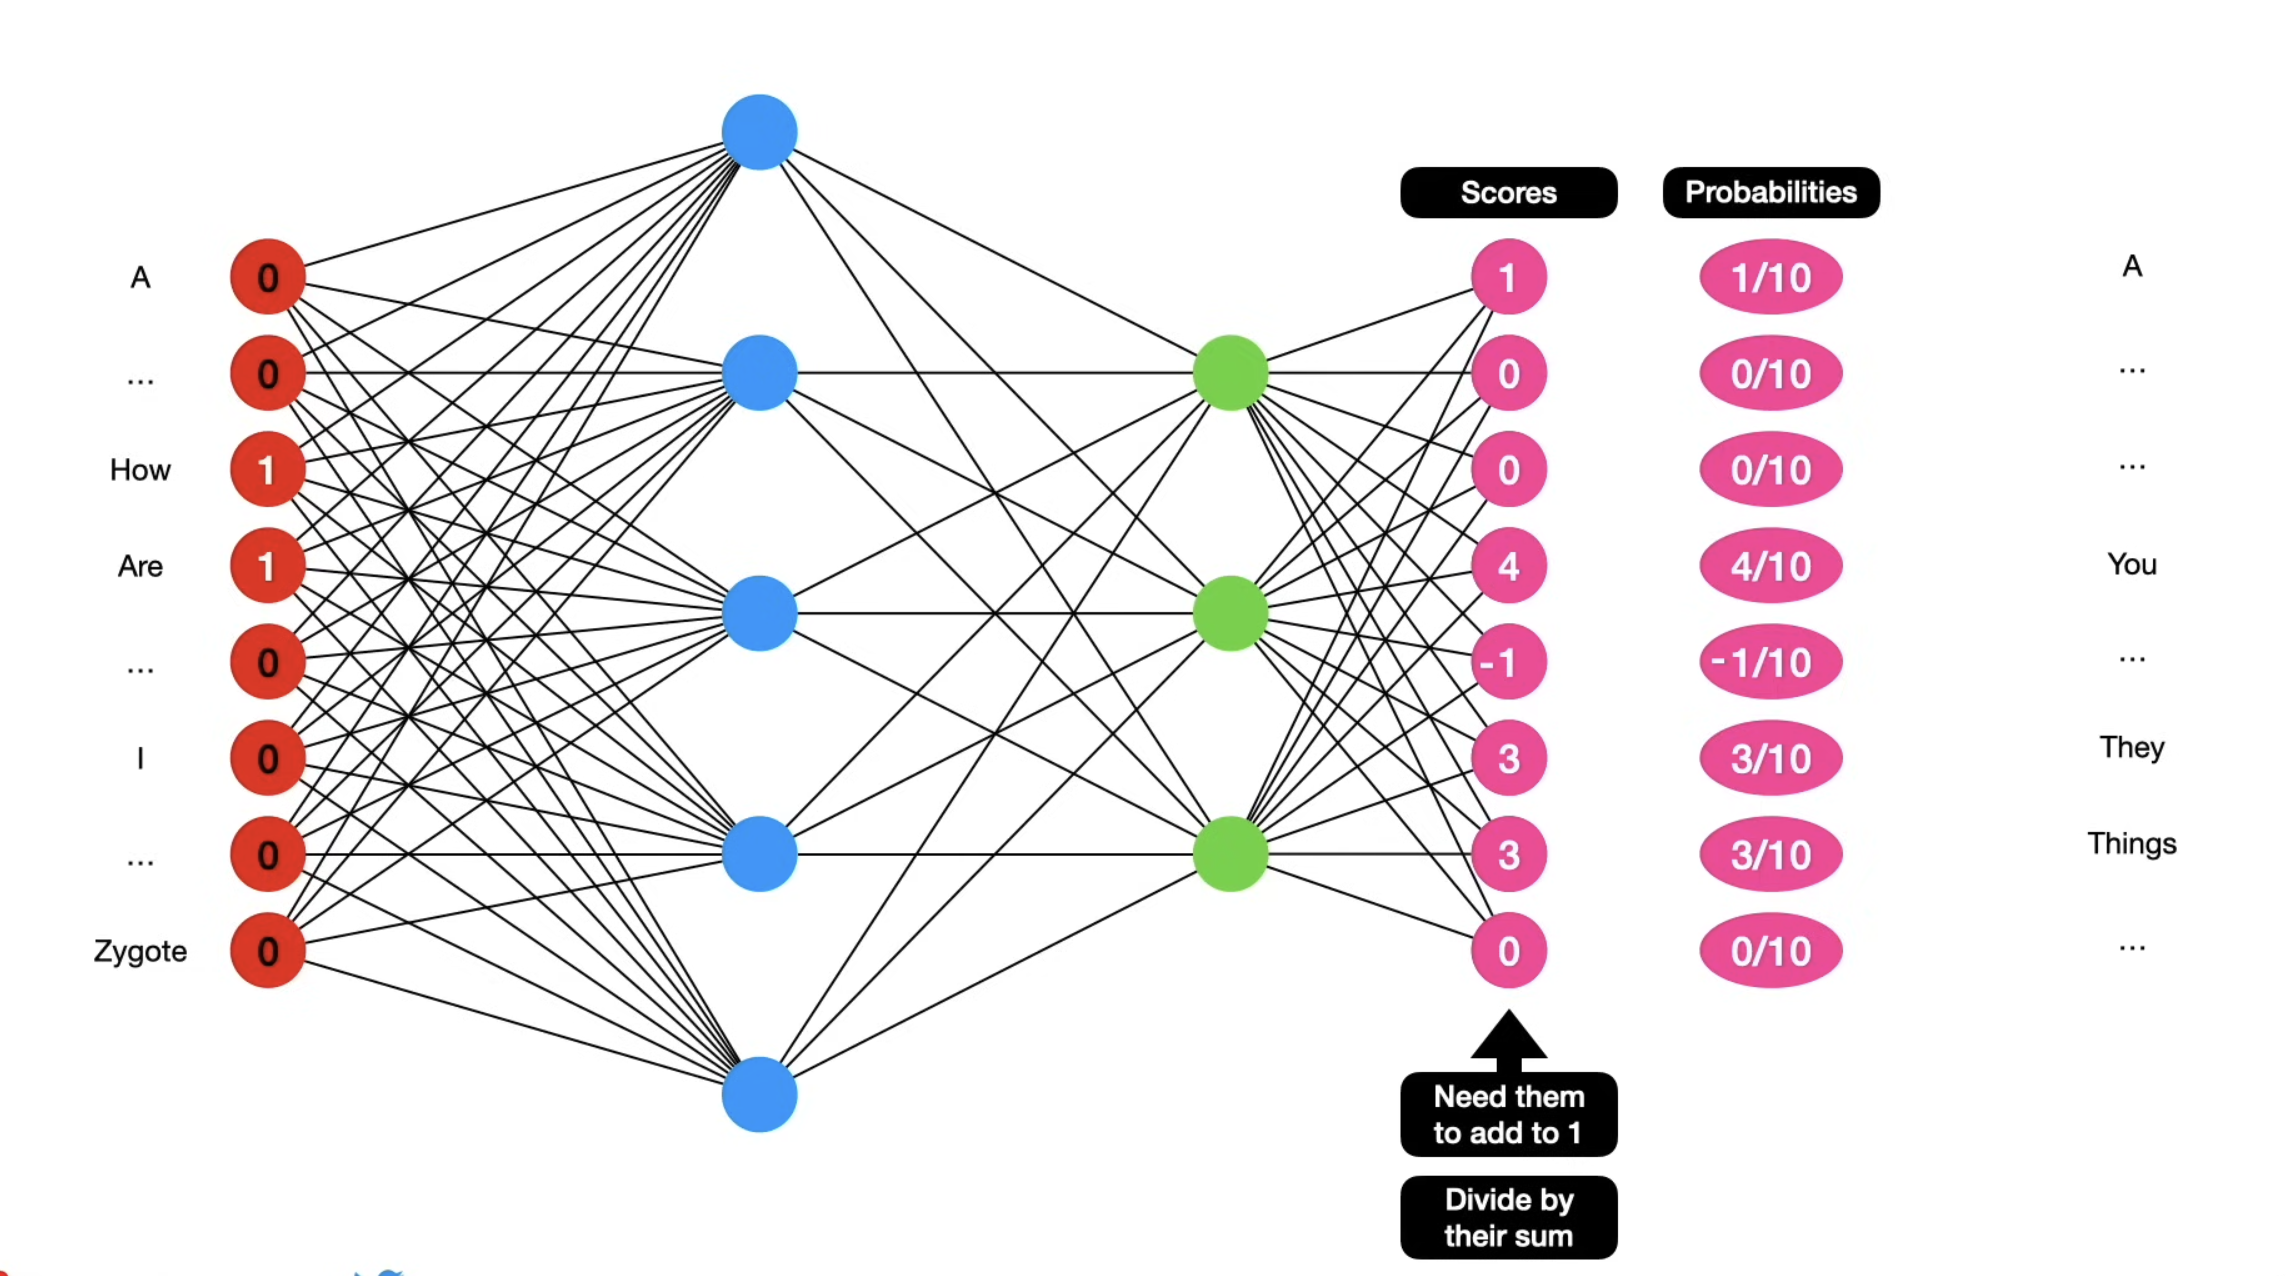 Scores Probabilities
A 0 1 1/10 A
... 0 0 0/10 ...
How 1 0 0/10 ...
Are 1 4 4/10 You
... 0 -1 -1/10 ...
I 0 3 3/10 They
... 0 3 3/10 Things
Zygote 0 0 0/10 ...
Need them
to add to 1
Divide by
their sum